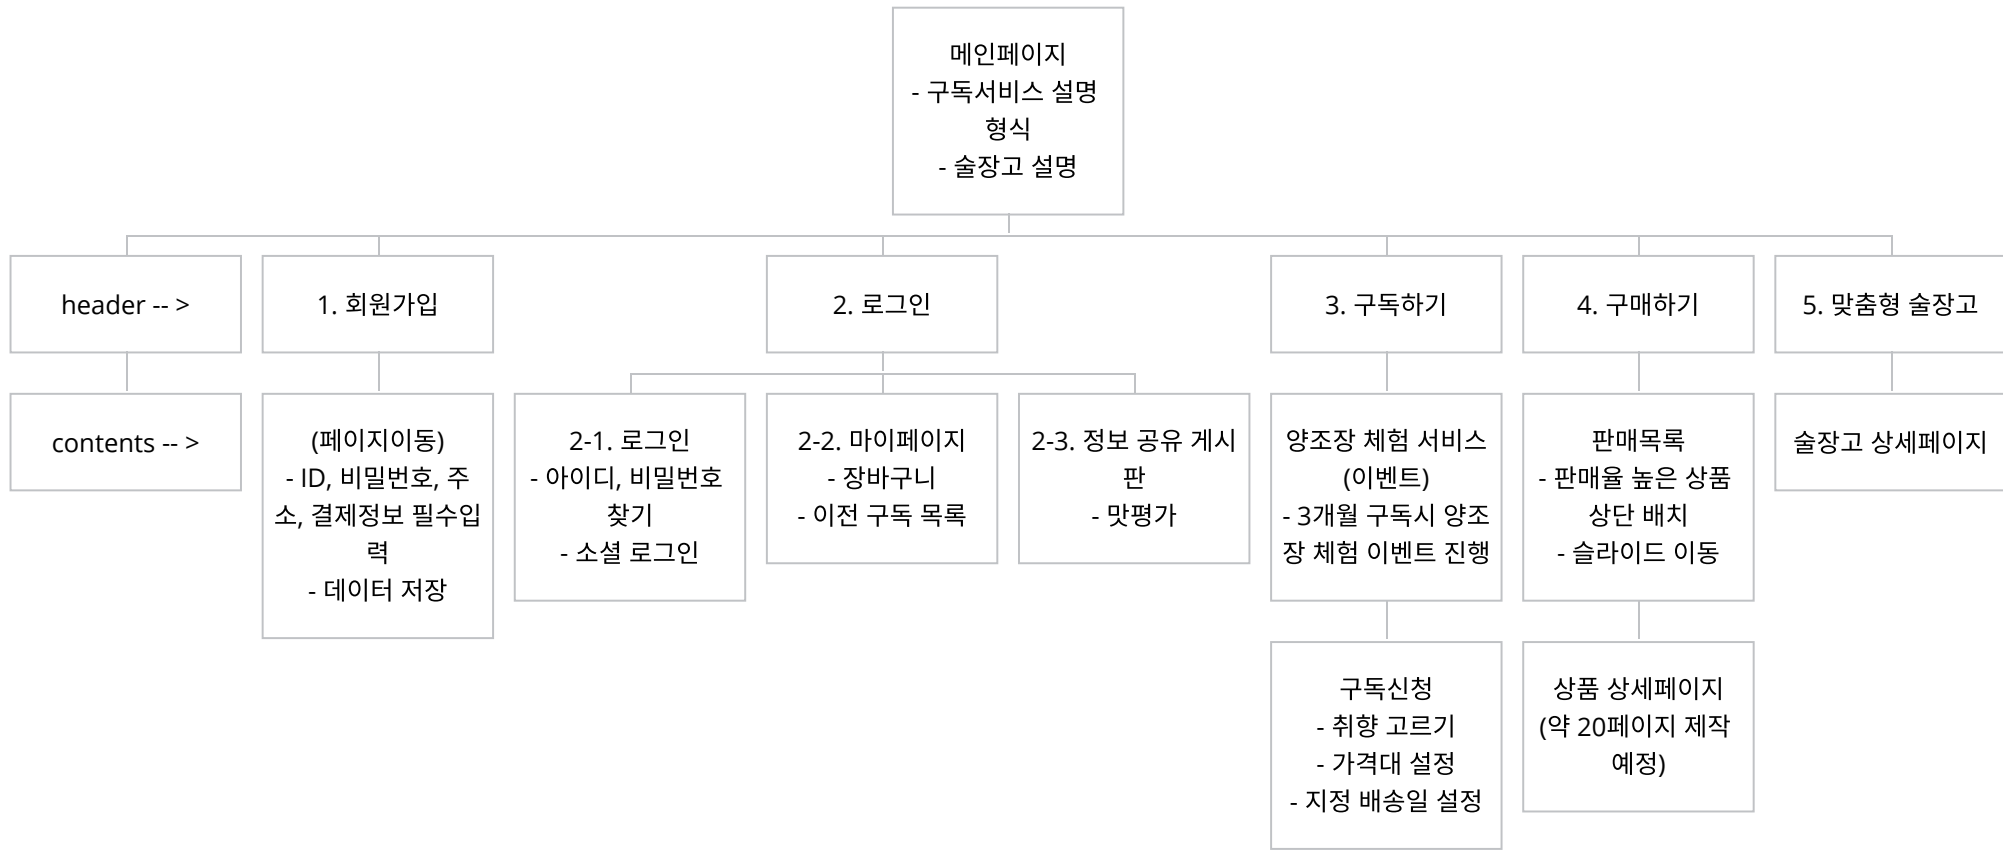 메인페이지
- 구독서비스 설명
형식
- 술장고 설명
header -- >
1. 회원가입
2. 로그인
3. 구독하기
4. 구매하기
5. 맞춤형 술장고
contents -- >
(페이지이동)
- ID, 비밀번호, 주
소, 결제정보 필수입
력
- 데이터 저장
2-1. 로그인
- 아이디, 비밀번호
찾기
- 소셜 로그인
2-2. 마이페이지
- 장바구니
- 이전 구독 목록
2-3. 정보 공유 게시
판
- 맛평가
양조장 체험 서비스
(이벤트)
- 3개월 구독시 양조
장 체험 이벤트 진행
판매목록
- 판매율 높은 상품
상단 배치
- 슬라이드 이동
술장고 상세페이지
구독신청
- 취향 고르기
- 가격대 설정
- 지정 배송일 설정
상품 상세페이지
(약 20페이지 제작
예정)